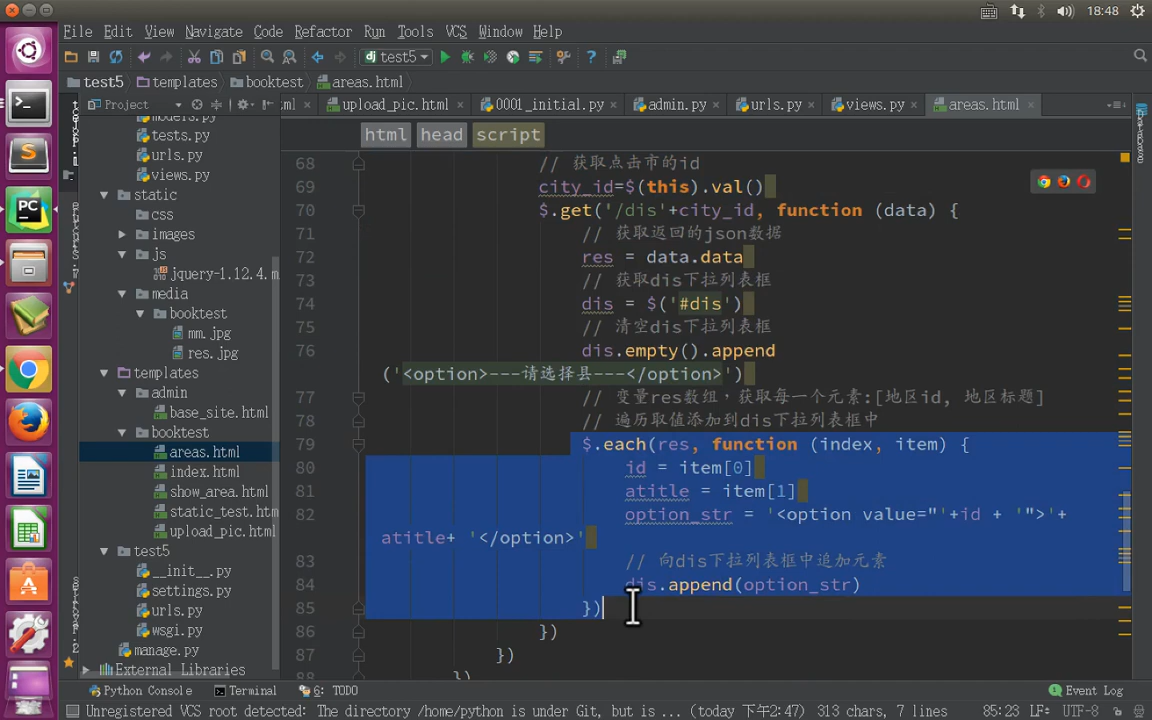 18:48
File Edit View Navigate Code Refactor Run Tools VCS Window Help
test5
test5 templates booktest areas.html
Project
upload_pic.html 0001_initial.py admin.py urls.py views.py areas.html
html head script
models.py
tests.py
urls.py
views.py
static
css
images
js
jquery-1.12.4.m
media
booktest
mm.jpg
res.jpg
templates
admin
base_site.html
booktest
areas.html
index.html
show_area.html
static_test.html
upload_pic.html
test5
__init__.py
settings.py
urls.py
wsgi.py
manage.py
External Libraries
68 // 获取点击市的id
69 city_id=$(this).val()
70 $.get('/dis'+city_id, function (data) {
71 // 获取返回的json数据
72 res = data.data
73 // 获取dis下拉列表框
74 dis = $('#dis')
75 // 清空dis下拉列表框
76 dis.empty().append
('<option>---请选择县---</option>')
77 // 变量res数组, 获取每一个元素:[地区id, 地区标题]
78 // 遍历取值添加到dis下拉列表框中
79 $.each(res, function (index, item) {
80 id = item[0]
81 atitle = item[1]
82 option_str = '<option value="'+id + '">'+
atitle+ '</option>'
83 // 向dis下拉列表框中追加元素
84 dis.append(option_str)
85 })
86 })
87 })
88 })
Python Console Terminal 6: TODO Event Log
Unregistered VCS root detected: The directory /home/python is under Git, but is ... (today 下午2:47) 313 chars, 7 lines 85:23 LF÷ UTF-8